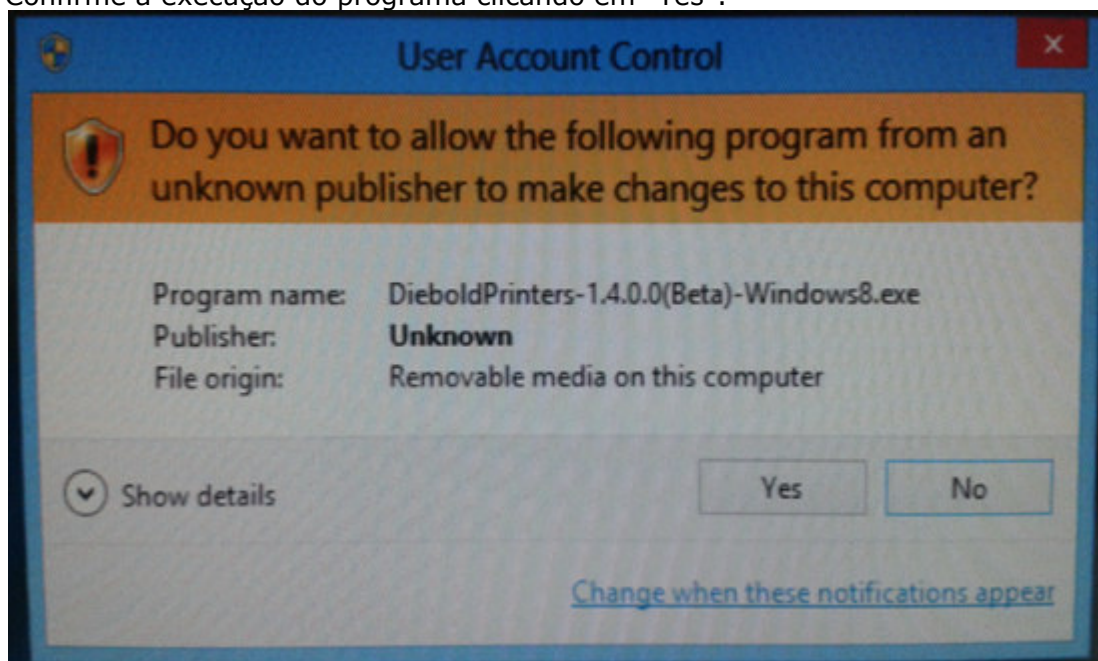 Confirme a execução do programa clicando em "Yes".
User Account Control
Do you want to allow the following program from an
unknown publisher to make changes to this computer?
Program name: DieboldPrinters-1.4.0.0(Beta)-Windows8.exe
Publisher: Unknown
File origin: Removable media on this computer
Show details
Yes No
Change when these notifications appear